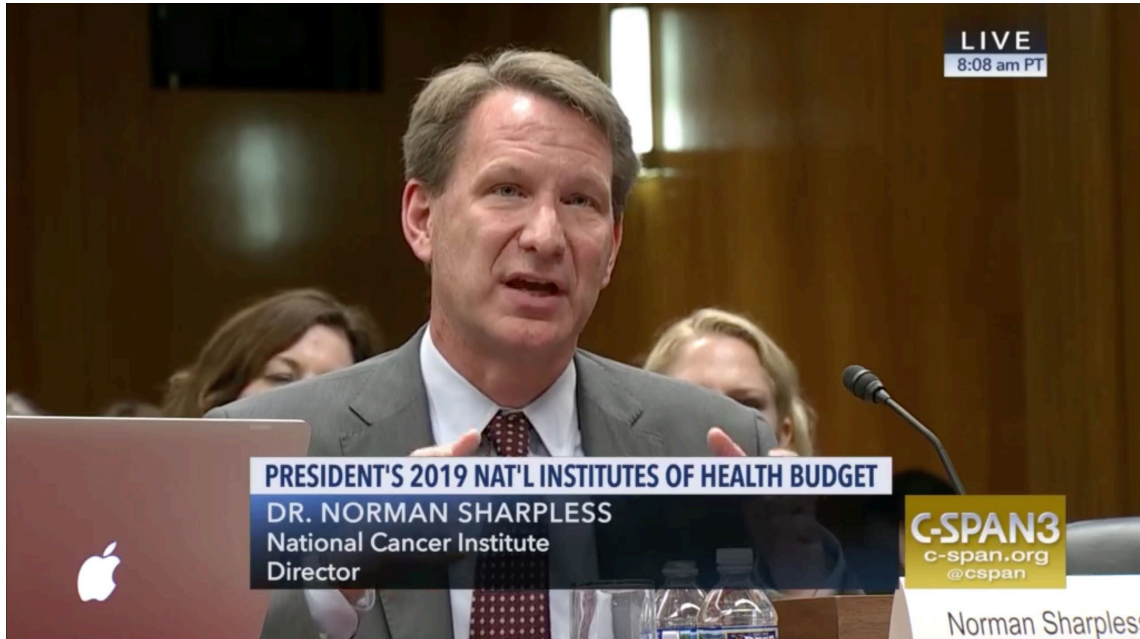 LIVE
8:08 am PT
PRESIDENT'S 2019 NAT'L INSTITUTES OF HEALTH BUDGET
DR. NORMAN SHARPLESS
National Cancer Institute
Director
C-SPAN3
c-span.org
@cspan
Norman Sharples